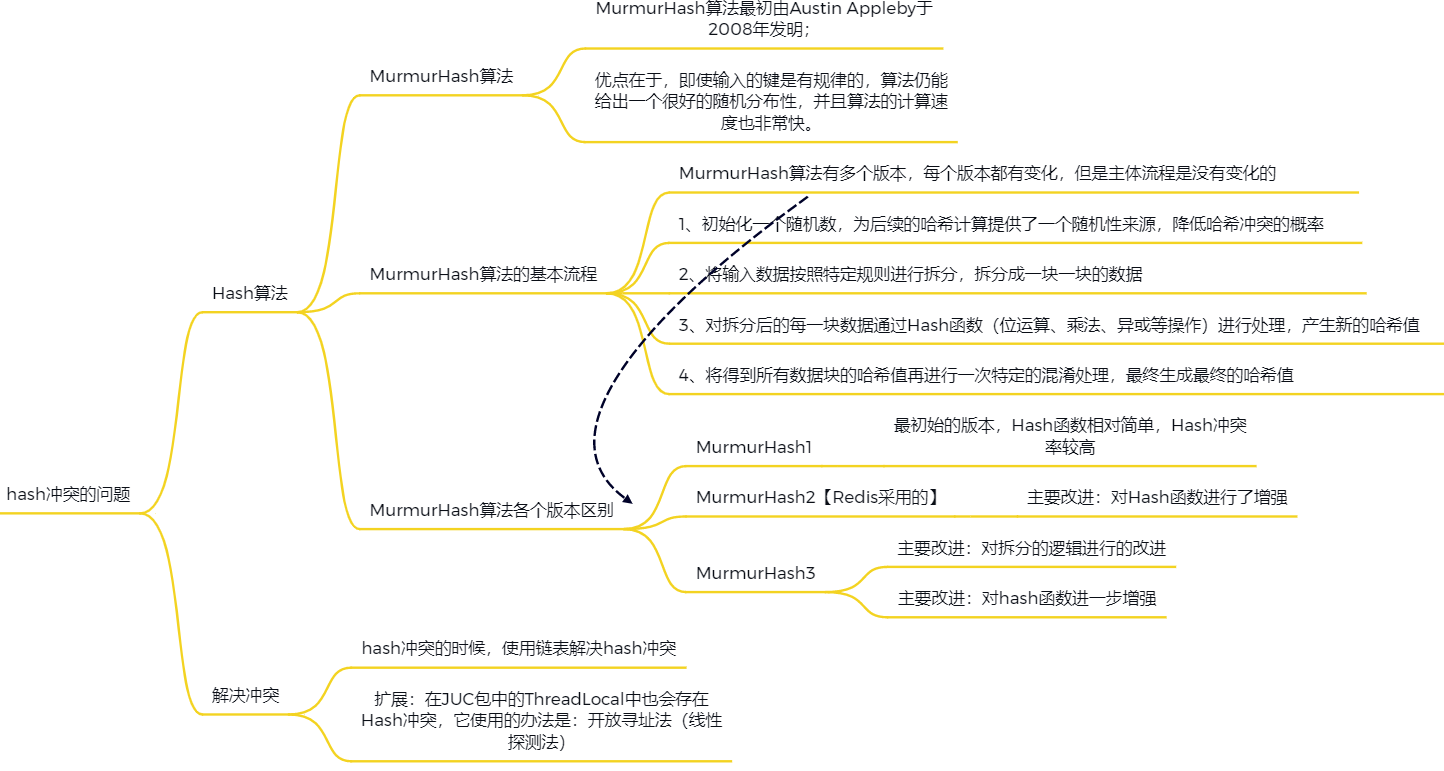 MurmurHash算法最初由Austin Appleby于
2008年发明；
MurmurHash算法
优点在于，即使输入的键是有规律的，算法仍能
给出一个很好的随机分布性，并且算法的计算速
度也非常快。
MurmurHash算法有多个版本，每个版本都有变化，但是主体流程是没有变化的
1、初始化一个随机数，为后续的哈希计算提供了一个随机性来源，降低哈希冲突的概率
MurmurHash算法的基本流程
2、将输入数据按照特定规则进行拆分，拆分成一块一块的数据
Hash算法
3、对拆分后的每一块数据通过Hash函数（位运算、乘法、异或等操作）进行处理，产生新的哈希值
4、将得到所有数据块的哈希值再进行一次特定的混淆处理，最终生成最终的哈希值
MurmurHash1
最初始的版本，Hash函数相对简单，Hash冲突
率较高
hash冲突的问题
MurmurHash算法各个版本区别
MurmurHash2【Redis采用的】
主要改进：对Hash函数进行了增强
MurmurHash3
主要改进：对拆分的逻辑进行的改进
主要改进：对hash函数进一步增强
解决冲突
hash冲突的时候，使用链表解决hash冲突
扩展：在JUC包中的ThreadLocal中也会存在
Hash冲突，它使用的办法是：开放寻址法（线性
探测法）